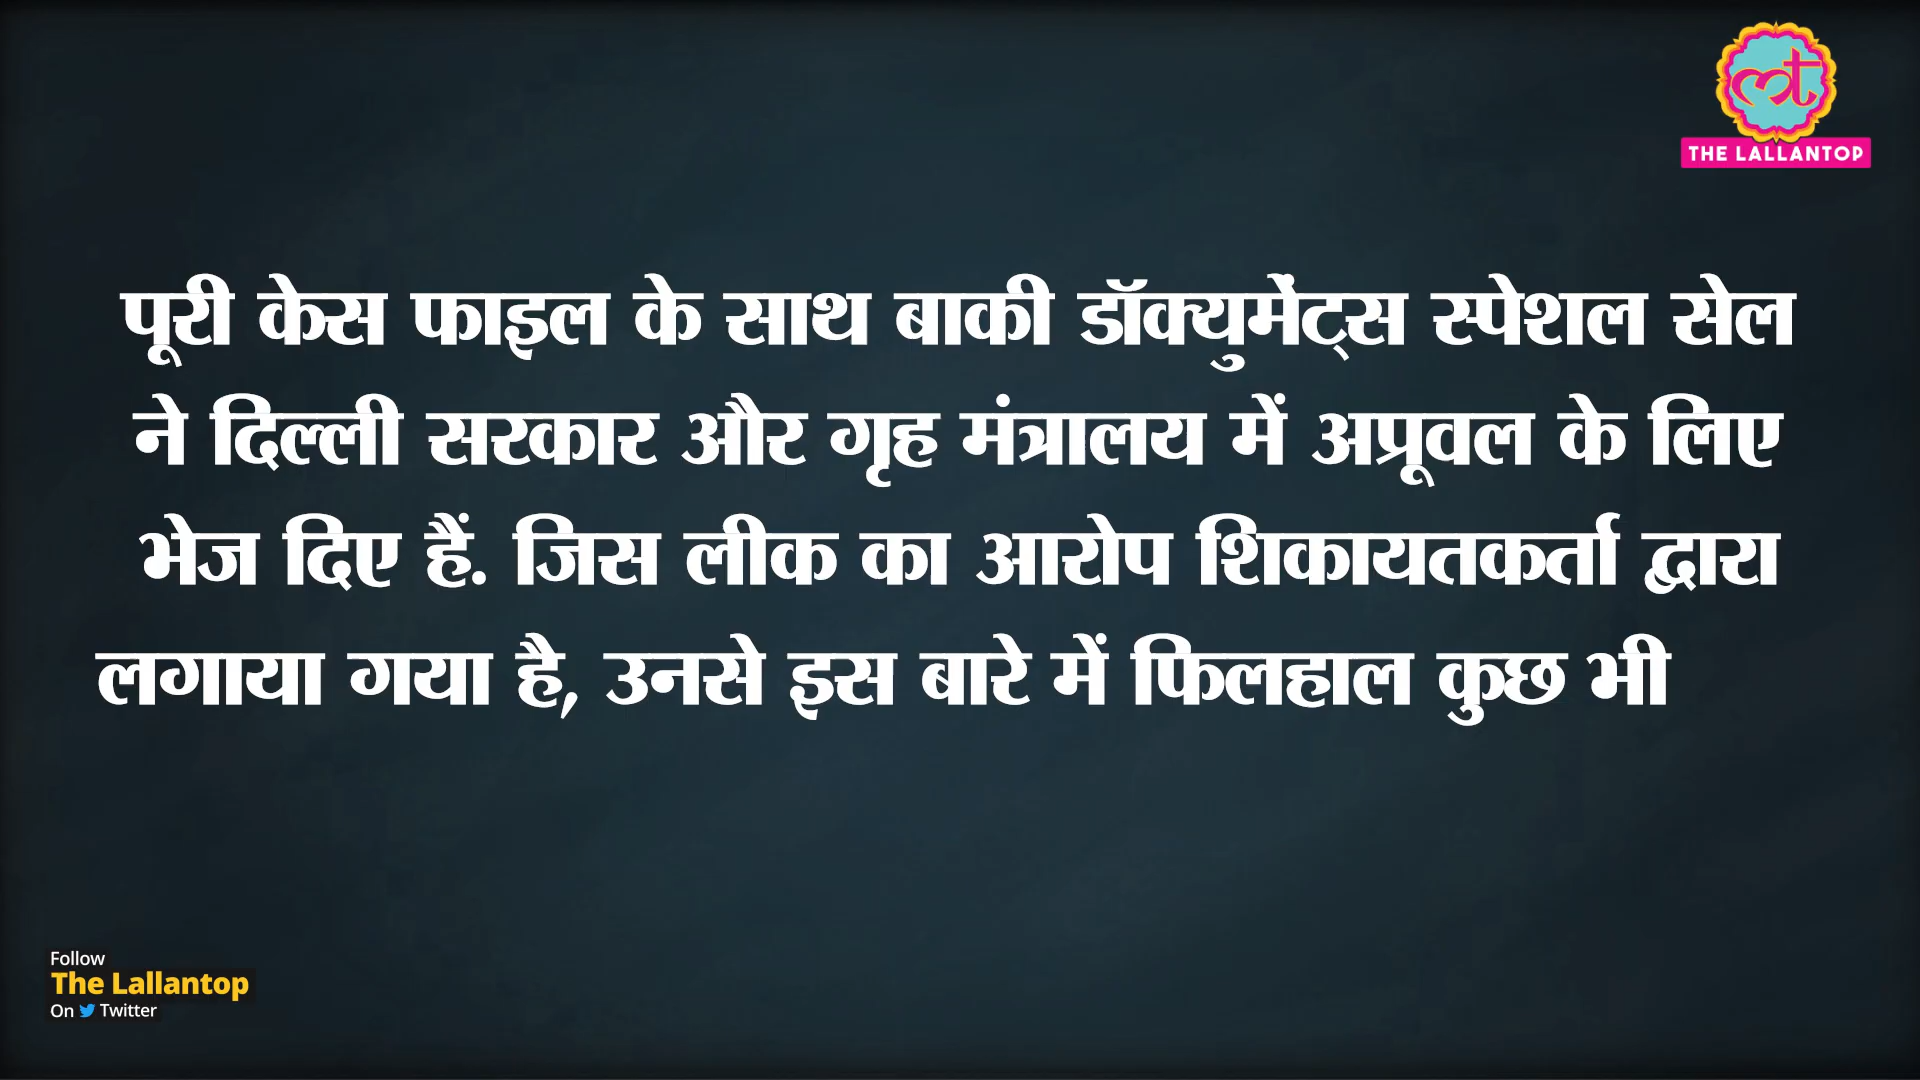 THE LALLANTOP
पूरी केस फाइल के साथ बाकी डॉक्युमेंट्स स्पेशल सेल
ने दिल्ली सरकार और गृह मंत्रालय में अप्रूवल के लिए
भेज दिए हैं. जिस लीक का आरोप शिकायतकर्ता द्वारा
लगाया गया है, उनसे इस बारे में फिलहाल कुछ भी
Follow
The Lallantop
On Twitter